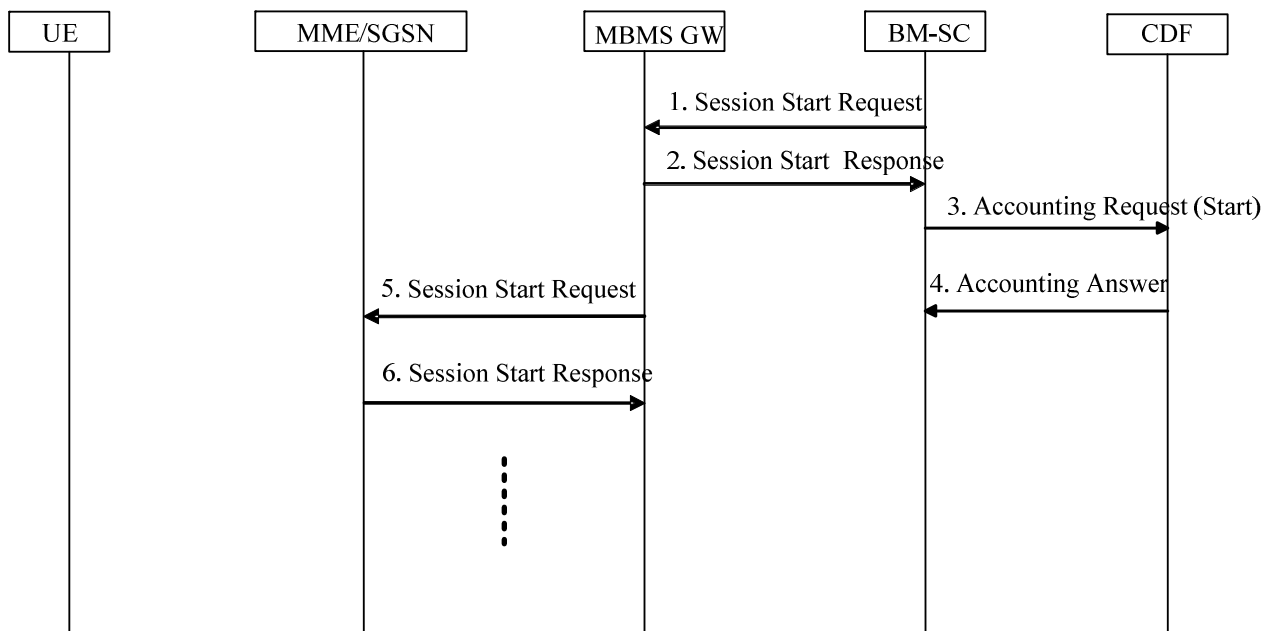 UE
MME/SGSN
MBMS GW
BM-SC
CDF
1. Session Start Request
2. Session Start Response
3. Accounting Request (Start)
4. Accounting Answer
5. Session Start Request
6. Session Start Response